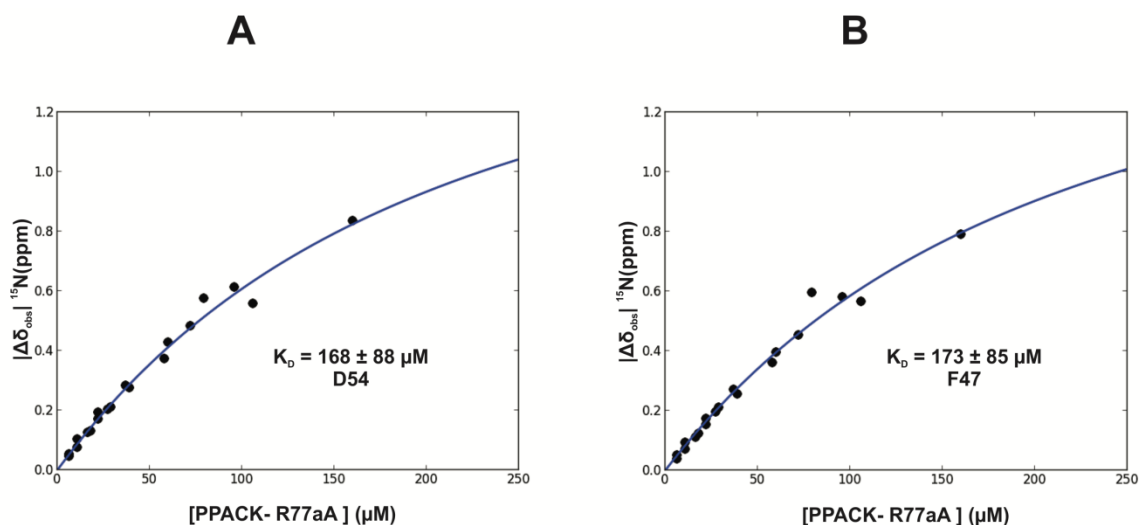 A
B
1.2
1.0
0.8
0.6
0.4
0.2
0.0
|Δδobs| ¹⁵N(ppm)
K_D = 168 ± 88 µM
D54
0
50
100
150
200
250
[PPACK- R77aA ] (µM)
1.2
1.0
0.8
0.6
0.4
0.2
0.0
|Δδobs| ¹⁵N(ppm)
K_D = 173 ± 85 µM
F47
0
50
100
150
200
250
[PPACK- R77aA ] (µM)